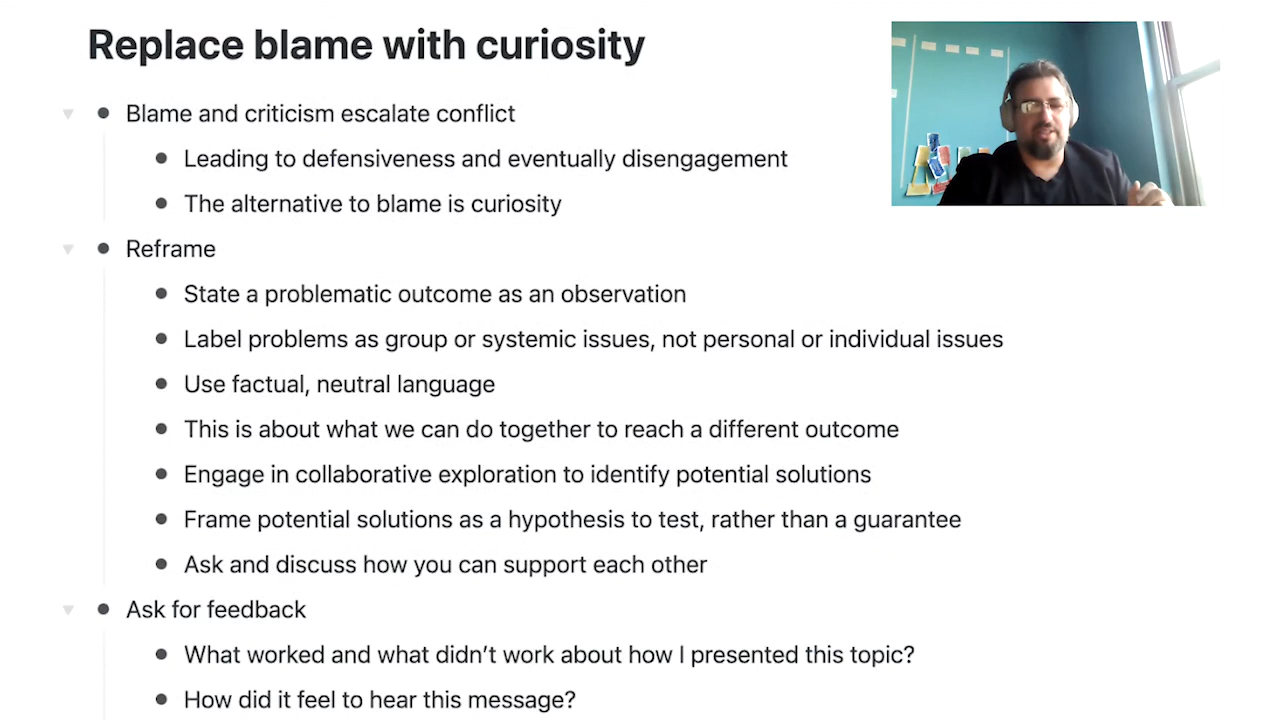 Replace blame with curiosity
Blame and criticism escalate conflict
Leading to defensiveness and eventually disengagement
The alternative to blame is curiosity
Reframe
State a problematic outcome as an observation
Label problems as group or systemic issues, not personal or individual issues
Use factual, neutral language
This is about what we can do together to reach a different outcome
Engage in collaborative exploration to identify potential solutions
Frame potential solutions as a hypothesis to test, rather than a guarantee
Ask and discuss how you can support each other
Ask for feedback
What worked and what didn’t work about how I presented this topic?
How did it feel to hear this message?